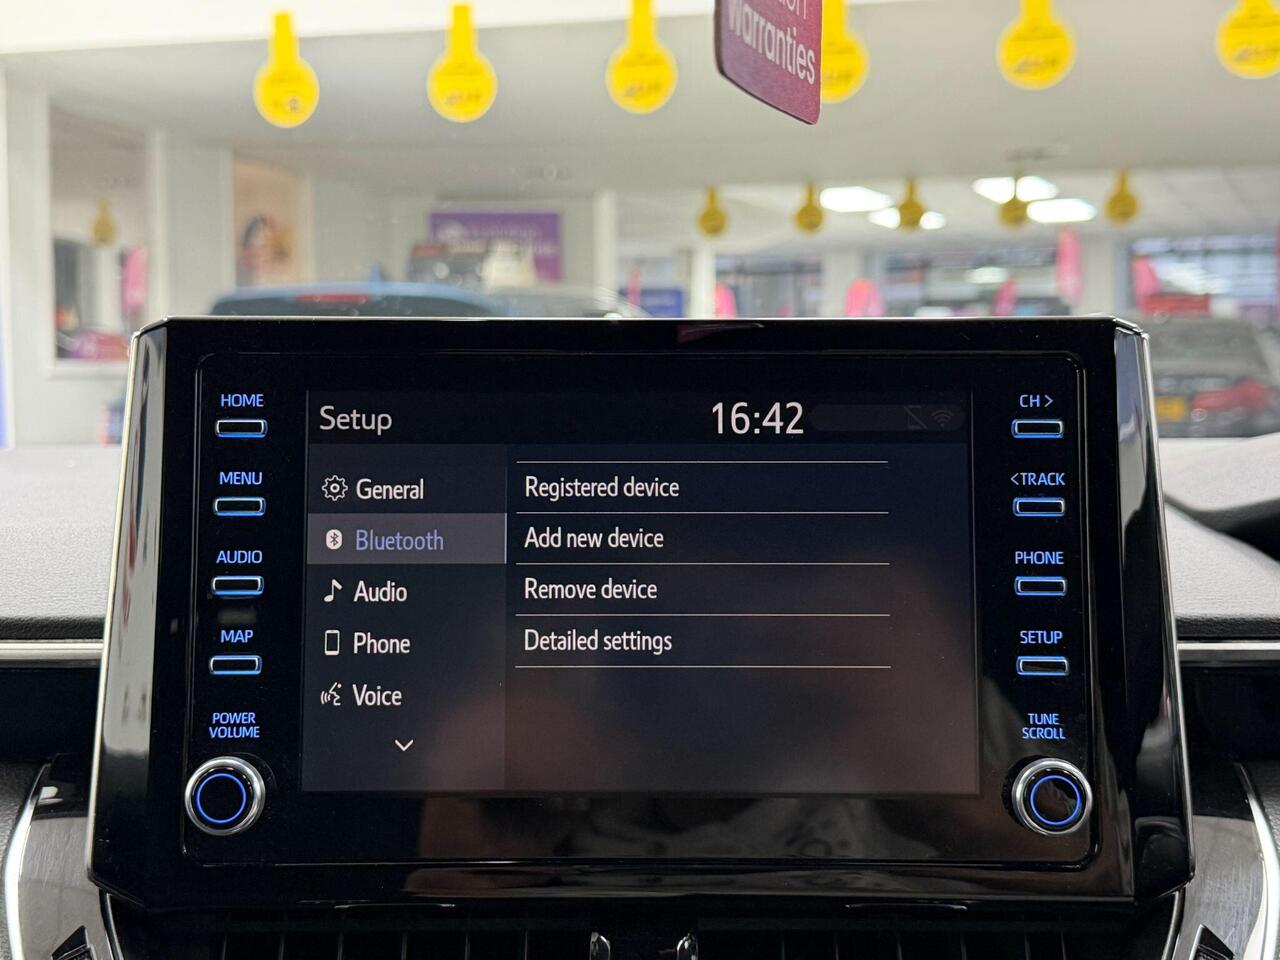 Warranties
HOME
MENU
AUDIO
MAP
POWER
VOLUME
Setup
16:42
General
Bluetooth
Audio
Phone
Voice
Registered device
Add new device
Remove device
Detailed settings
CH >
<TRACK
PHONE
SETUP
TUNE
SCROLL